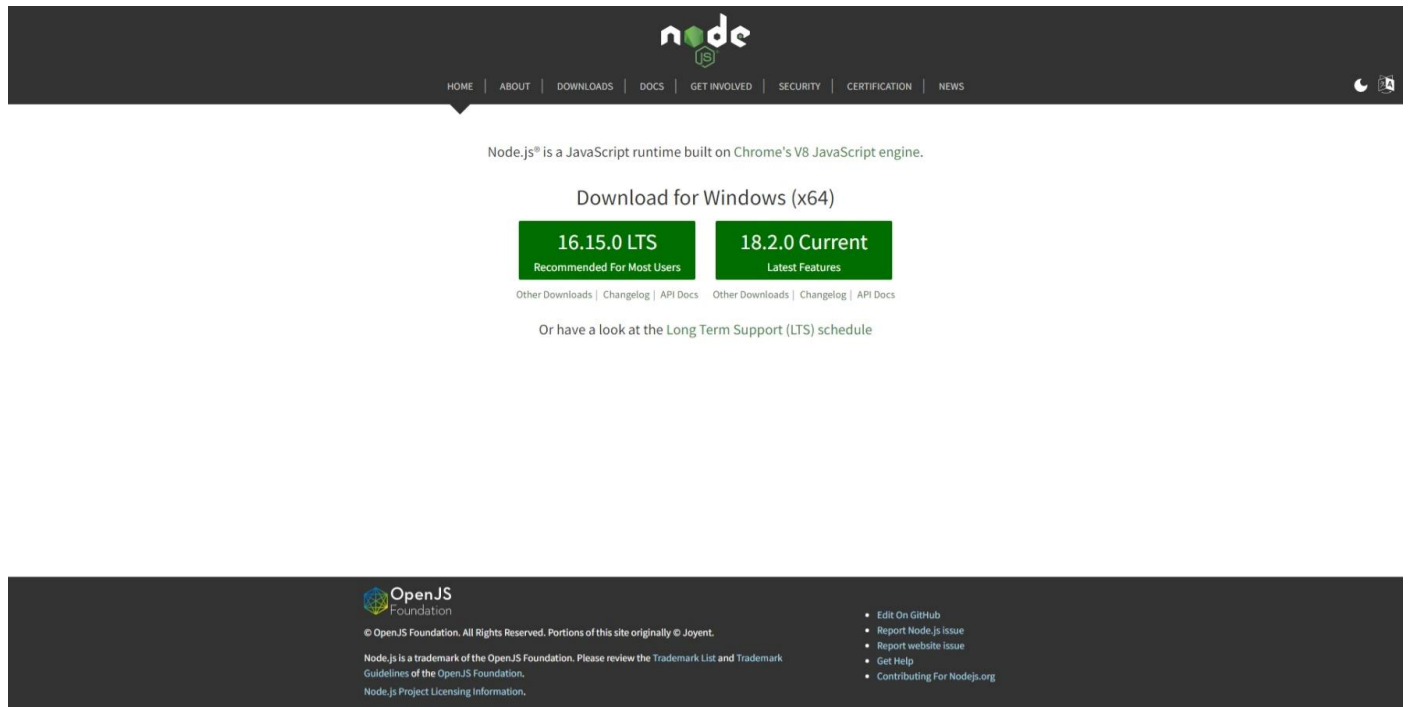 node
JS
HOME | ABOUT | DOWNLOADS | DOCS | GET INVOLVED | SECURITY | CERTIFICATION | NEWS
Node.js® is a JavaScript runtime built on Chrome's V8 JavaScript engine.
Download for Windows (x64)
16.15.0 LTS
Recommended For Most Users
18.2.0 Current
Latest Features
Other Downloads | Changelog | API Docs
Other Downloads | Changelog | API Docs
Or have a look at the Long Term Support (LTS) schedule
OpenJS
Foundation
© OpenJS Foundation. All Rights Reserved. Portions of this site originally © Joyent.
Node.js is a trademark of the OpenJS Foundation. Please review the Trademark List and Trademark
Guidelines of the OpenJS Foundation.
Node.js Project Licensing Information.
Edit On GitHub
Report Node.js issue
Report website issue
Get Help
Contributing For Nodejs.org